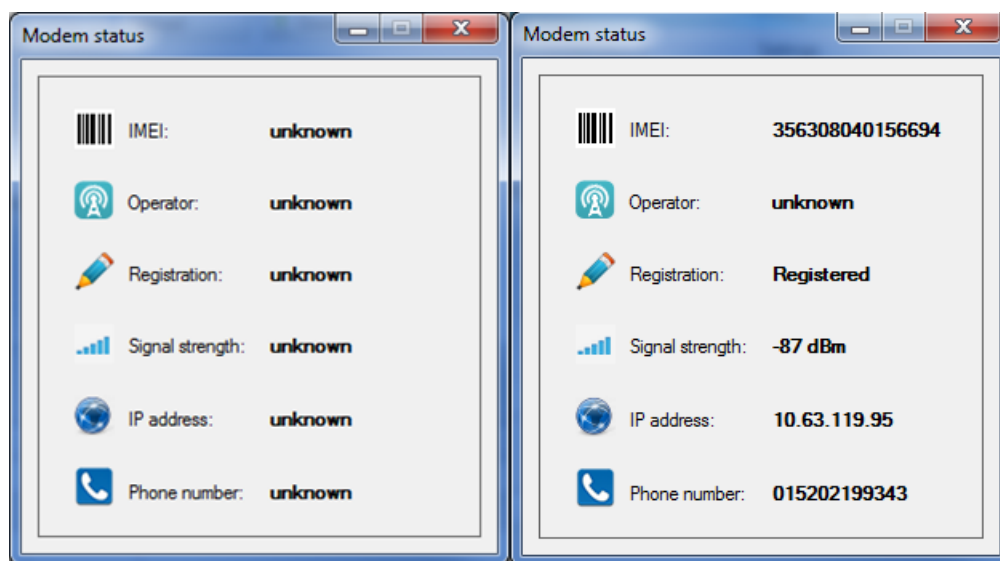 Modem status
IMEI: unknown
Operator: unknown
Registration: unknown
Signal strength: unknown
IP address: unknown
Phone number: unknown
Modem status
IMEI: 356308040156694
Operator: unknown
Registration: Registered
Signal strength: -87 dBm
IP address: 10.63.119.95
Phone number: 015202199343